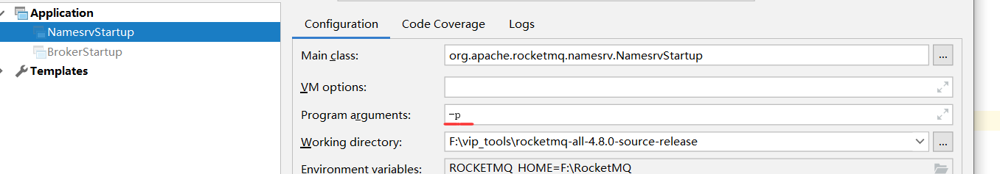 Application
NamesrvStartup
BrokerStartup
Templates
Configuration Code Coverage Logs
Main class: org.apache.rocketmq.namesrv.NamesrvStartup ...
VM options:
Program arguments: -p
Working directory: F:\vip_tools\rocketmq-all-4.8.0-source-release ...
Environment variables: ROCKETMQ_HOME=F:\RocketMQ